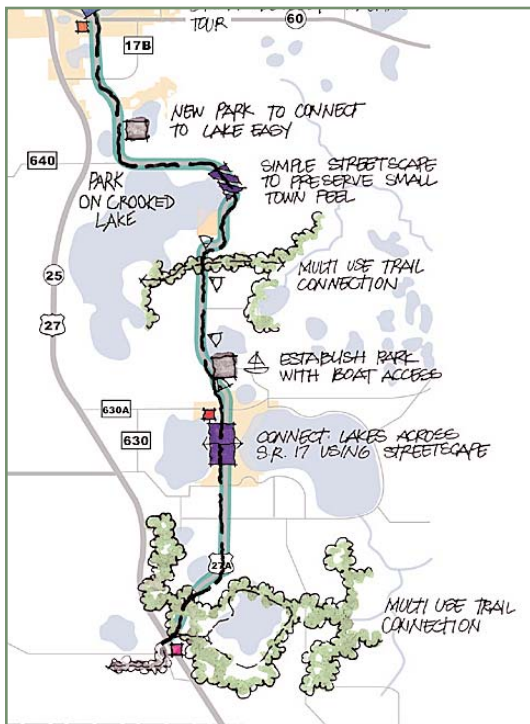 TOUR
60
17B
NEW PARK TO CONNECT
TO LAKE EASY
640
PARK
ON CROOKED
LAKE
SIMPLE STREETSCAPE
TO PRESERVE SMALL
TOWN FEEL
25
27
MULTI USE TRAIL
CONNECTION
ESTABLISH PARK
WITH BOAT ACCESS
630A
630
CONNECT LAKES ACROSS
S.R. 17 USING STREETSCAPE
27A
MULTI USE TRAIL
CONNECTION